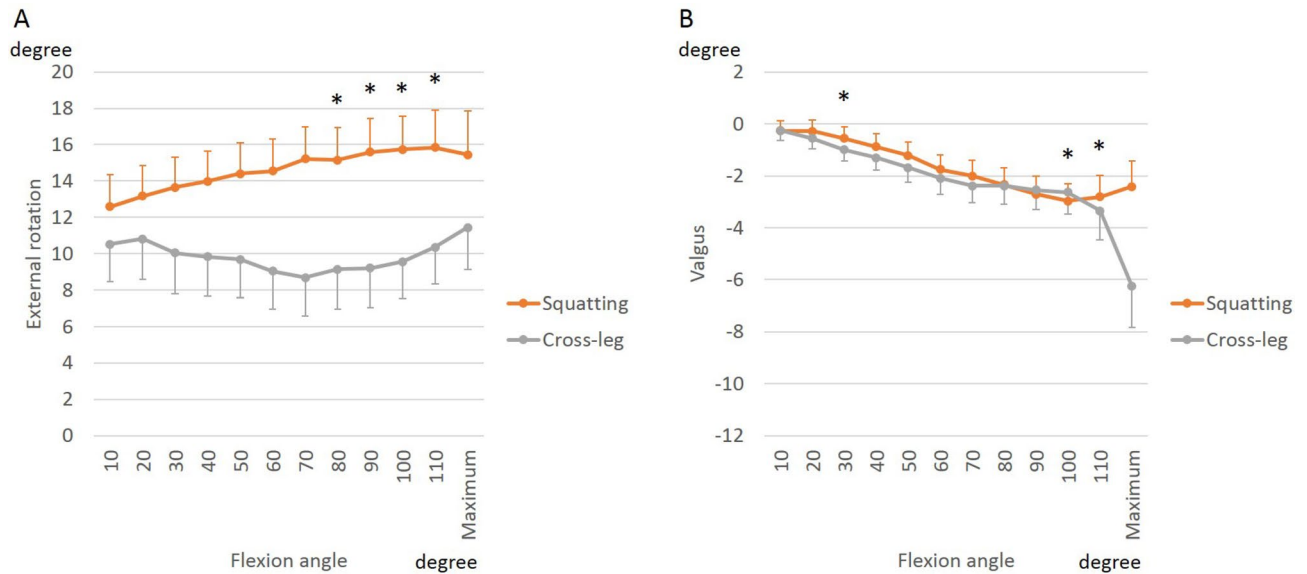 A
degree
20
18
16
14
12
10
8
6
4
2
0
External rotation
* * * *
10 20 30 40 50 60 70 80 90 100 110 Maximum
Flexion angle degree
Squatting
Cross-leg
B
degree
2
0
-2
-4
-6
-8
-10
-12
Valgus
* * *
10 20 30 40 50 60 70 80 90 100 110 Maximum
Flexion angle degree
Squatting
Cross-leg